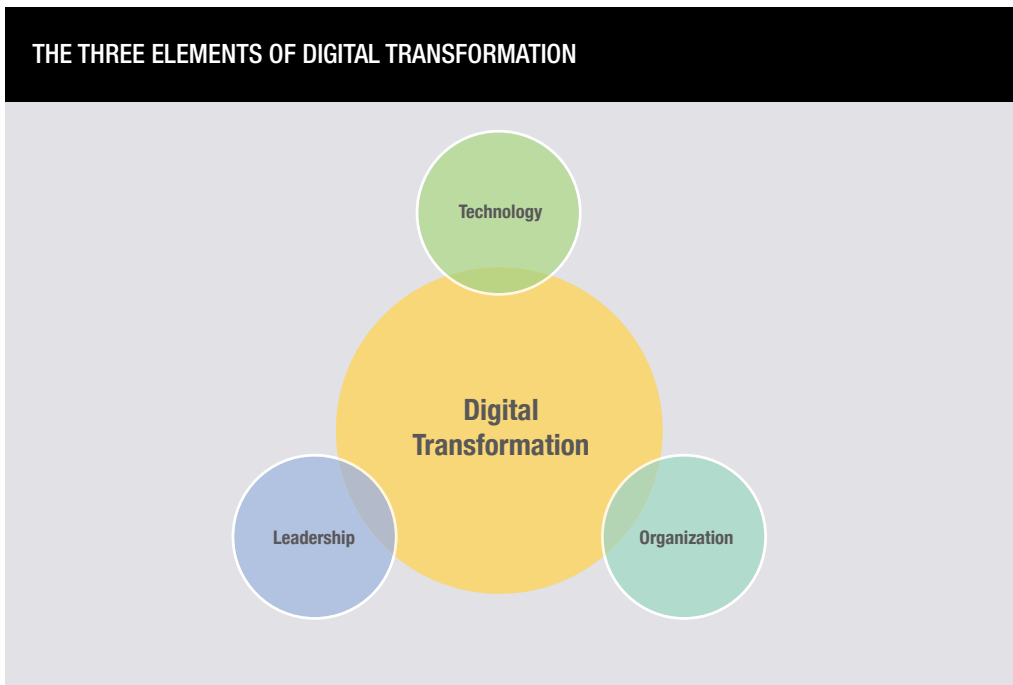 THE THREE ELEMENTS OF DIGITAL TRANSFORMATION
Technology
Digital
Transformation
Leadership
Organization